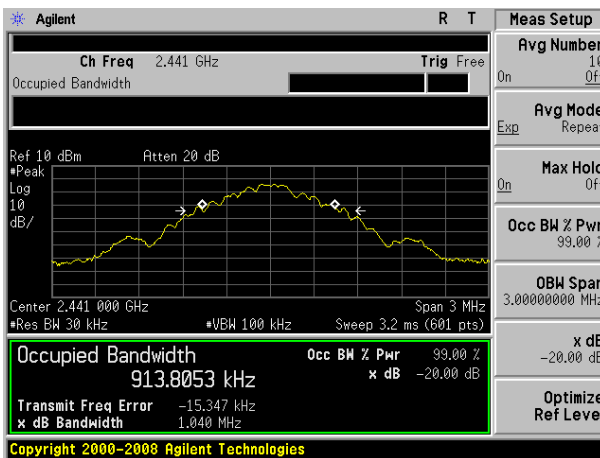 Agilent R T
Ch Freq 2.441 GHz Trig Free
Occupied Bandwidth
Ref 10 dBm Atten 20 dB
#Peak
Log
10
dB/
Center 2.441 000 GHz Span 3 MHz
#Res BW 30 kHz #VBW 100 kHz Sweep 3.2 ms (601 pts)
Occupied Bandwidth Occ BW % Pwr 99.00 %
913.8053 kHz x dB -20.00 dB
Transmit Freq Error -15.347 kHz
x dB Bandwidth 1.040 MHz
Copyright 2000-2008 Agilent Technologies
Meas Setup
Avg Number
10
On Off
Avg Mode
Exp Repeat
Max Hold
On Off
Occ BW % Pwr
99.00 %
OBW Span
3.00000000 MHz
x dB
-20.00 dB
Optimize
Ref Level